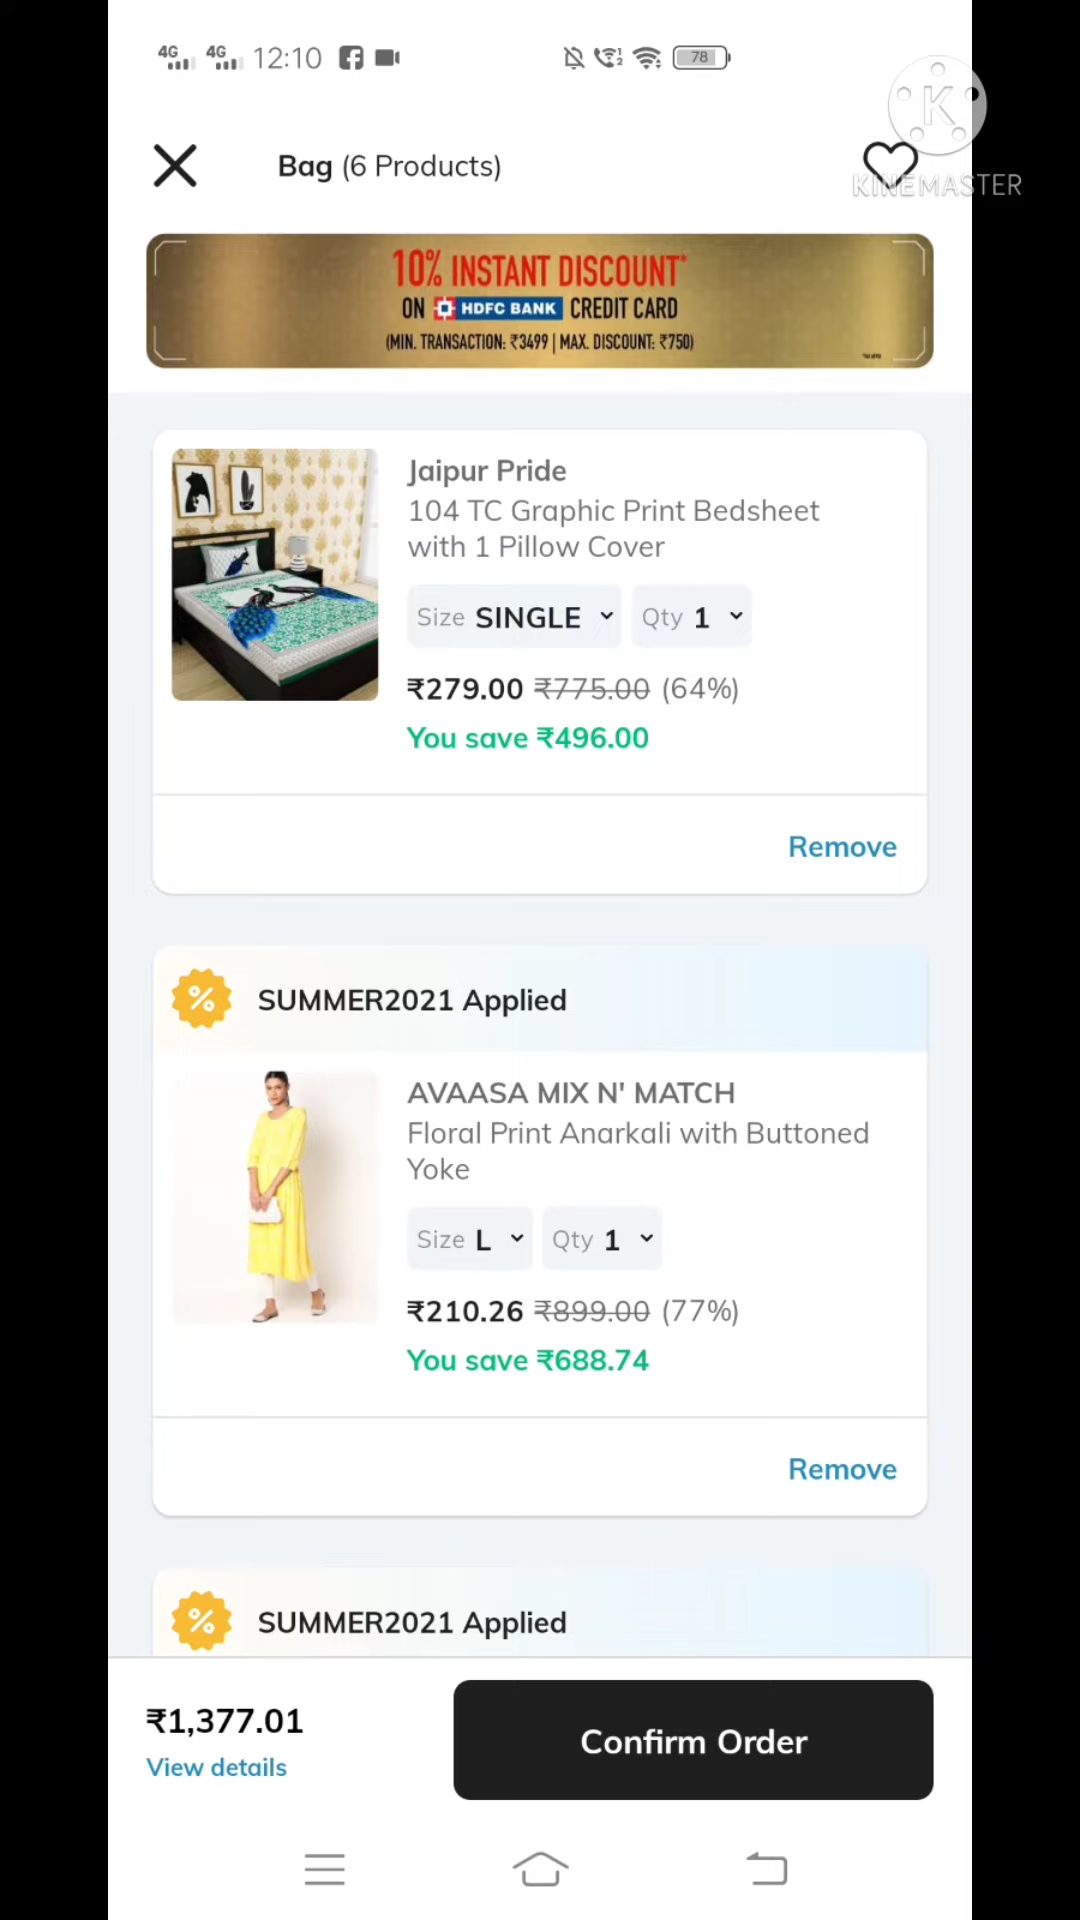 4G 4G 12:10 78
KINEMASTER
Bag (6 Products)
10% INSTANT DISCOUNT*
ON HDFC BANK CREDIT CARD
(MIN. TRANSACTION: ₹3499 | MAX. DISCOUNT: ₹750)
Jaipur Pride
104 TC Graphic Print Bedsheet
with 1 Pillow Cover
Size SINGLE Qty 1
₹279.00 ₹775.00 (64%)
You save ₹496.00
Remove
SUMMER2021 Applied
AVAASA MIX N' MATCH
Floral Print Anarkali with Buttoned
Yoke
Size L Qty 1
₹210.26 ₹899.00 (77%)
You save ₹688.74
Remove
SUMMER2021 Applied
₹1,377.01
View details
Confirm Order